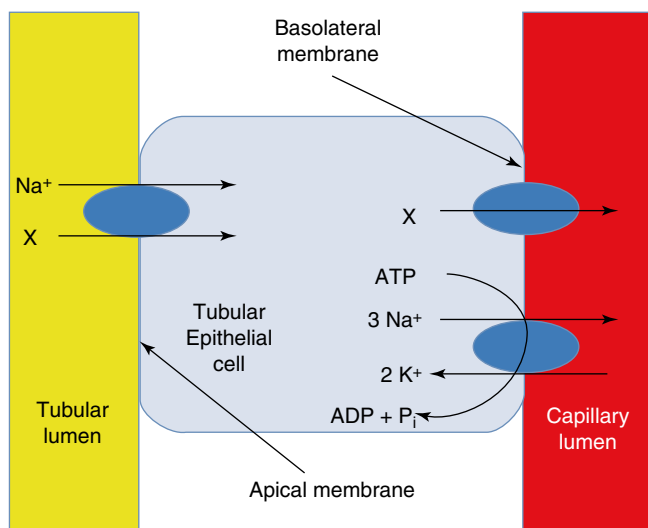 Basolateral
membrane
Na⁺
X
X
ATP
Tubular
Epithelial
cell
3 Na⁺
2 K⁺
ADP + Pᵢ
Tubular
lumen
Capillary
lumen
Apical membrane